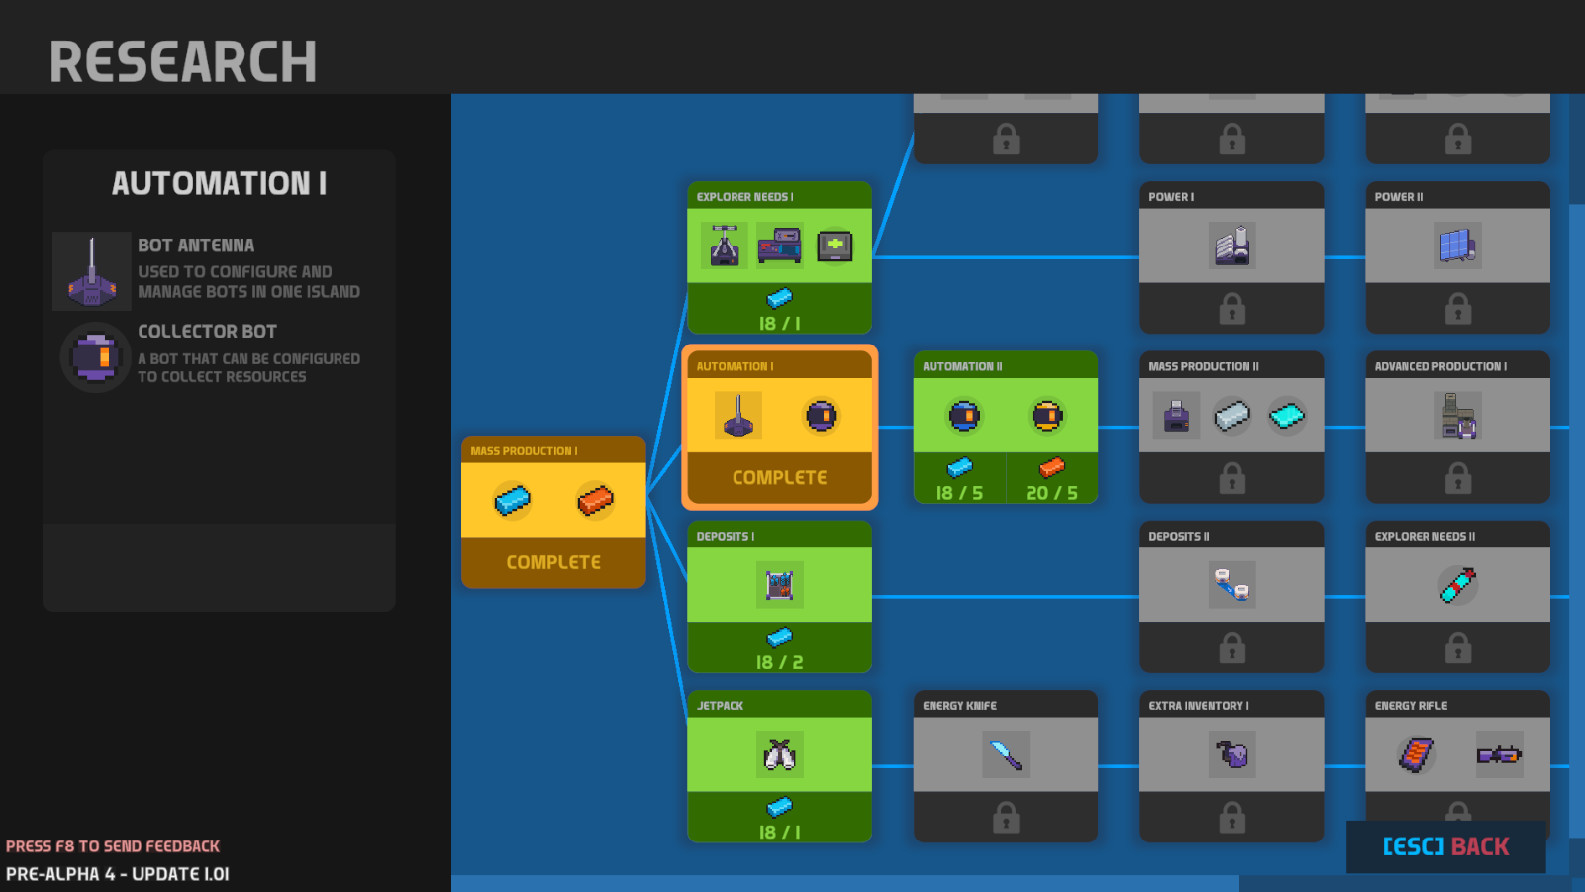 RESEARCH
AUTOMATION I
BOT ANTENNA
USED TO CONFIGURE AND
MANAGE BOTS IN ONE ISLAND
COLLECTOR BOT
A BOT THAT CAN BE CONFIGURED
TO COLLECT RESOURCES
EXPLORER NEEDS I
18 / 1
POWER I
POWER II
AUTOMATION I
COMPLETE
AUTOMATION II
18 / 5
20 / 5
MASS PRODUCTION II
ADVANCED PRODUCTION I
MASS PRODUCTION I
COMPLETE
DEPOSITS I
18 / 2
DEPOSITS II
EXPLORER NEEDS II
JETPACK
18 / 1
ENERGY KNIFE
EXTRA INVENTORY I
ENERGY RIFLE
PRESS F8 TO SEND FEEDBACK
PRE-ALPHA 4 - UPDATE 1.01
[ESC] BACK